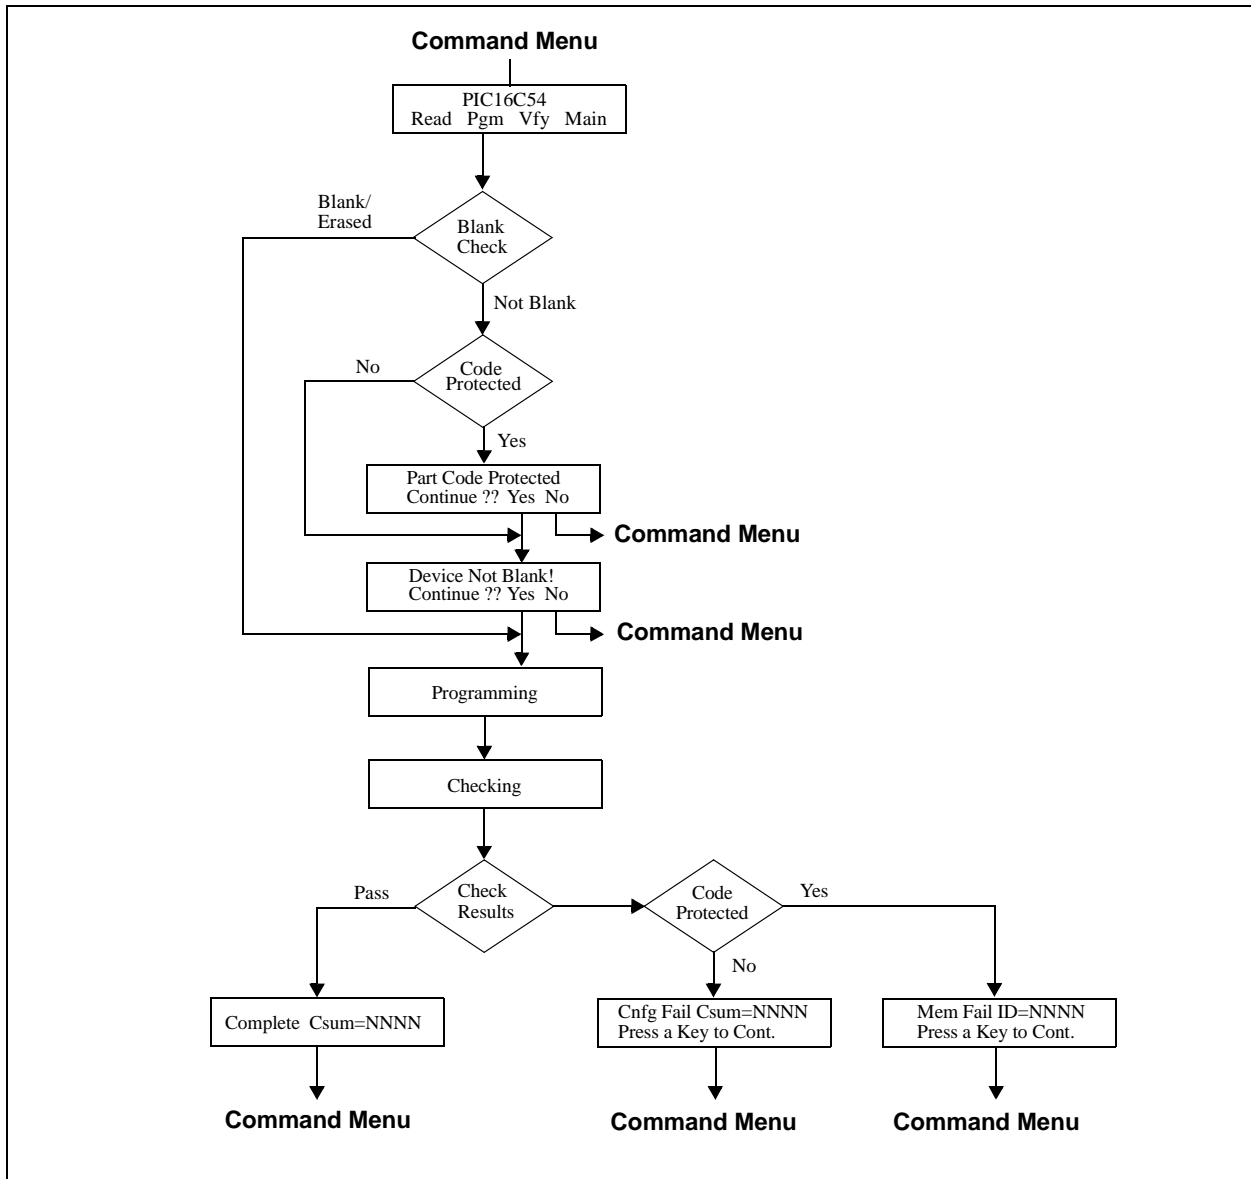 Command Menu
PIC16C54
Read Pgm Vfy Main
Blank/
Erased
Blank
Check
Not Blank
No
Code
Protected
Yes
Part Code Protected
Continue ?? Yes No
Command Menu
Device Not Blank!
Continue ?? Yes No
Command Menu
Programming
Checking
Pass
Check
Results
Code
Protected
Yes
No
Complete Csum=NNNN
Cnfg Fail Csum=NNNN
Press a Key to Cont.
Mem Fail ID=NNNN
Press a Key to Cont.
Command Menu
Command Menu
Command Menu